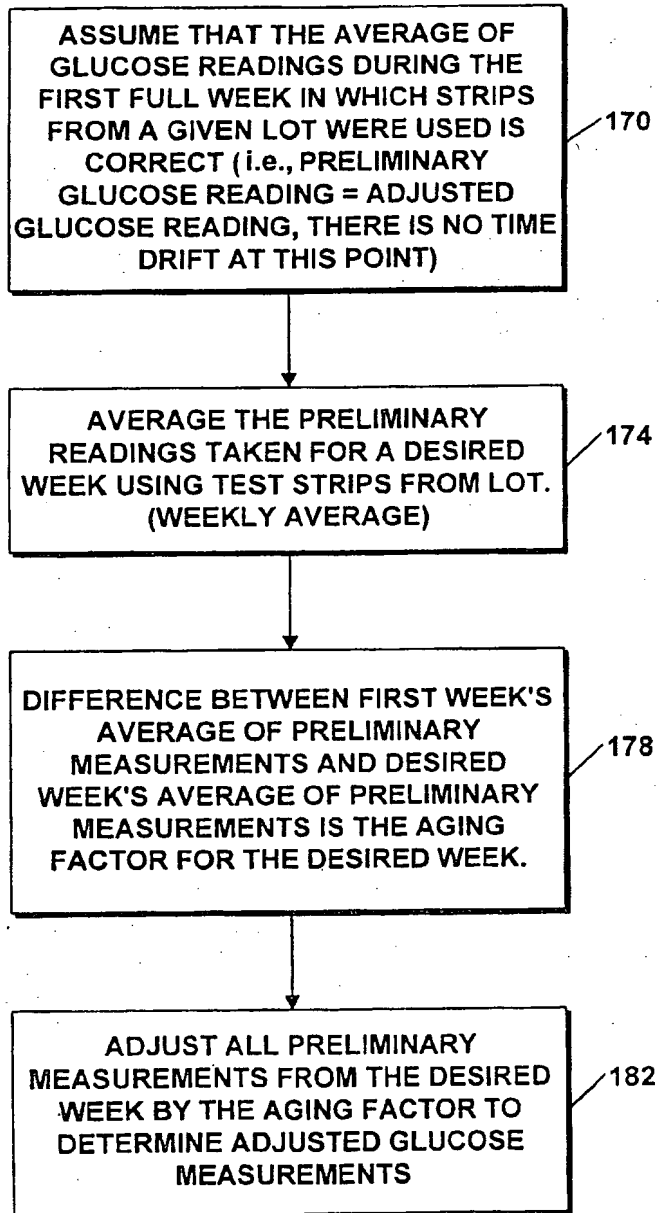 ASSUME THAT THE AVERAGE OF
GLUCOSE READINGS DURING THE
FIRST FULL WEEK IN WHICH STRIPS
FROM A GIVEN LOT WERE USED IS
CORRECT (i.e., PRELIMINARY
GLUCOSE READING = ADJUSTED
GLUCOSE READING, THERE IS NO TIME
DRIFT AT THIS POINT)
170
AVERAGE THE PRELIMINARY
READINGS TAKEN FOR A DESIRED
WEEK USING TEST STRIPS FROM LOT.
(WEEKLY AVERAGE)
174
DIFFERENCE BETWEEN FIRST WEEK'S
AVERAGE OF PRELIMINARY
MEASUREMENTS AND DESIRED
WEEK'S AVERAGE OF PRELIMINARY
MEASUREMENTS IS THE AGING
FACTOR FOR THE DESIRED WEEK.
178
ADJUST ALL PRELIMINARY
MEASUREMENTS FROM THE DESIRED
WEEK BY THE AGING FACTOR TO
DETERMINE ADJUSTED GLUCOSE
MEASUREMENTS
182